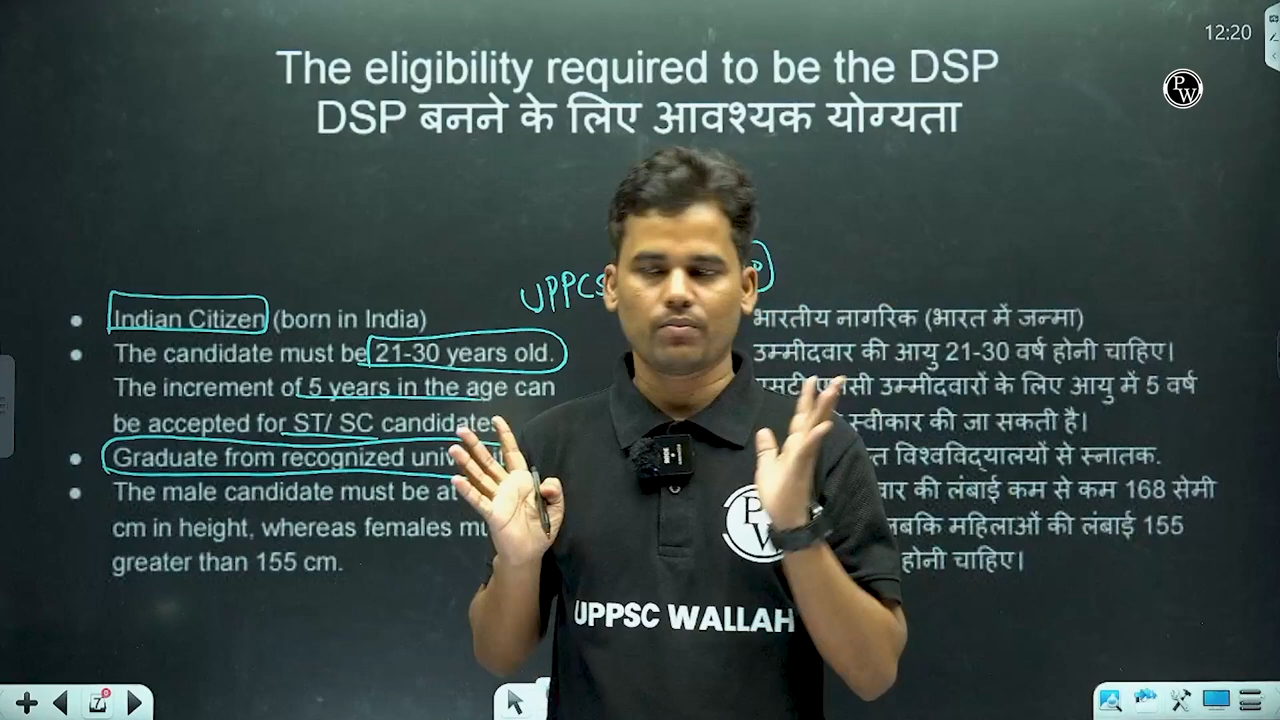 12:20
The eligibility required to be the DSP
DSP बनने के लिए आवश्यक योग्यता
PW
UPPCS
Indian Citizen (born in India)
The candidate must be 21-30 years old.
The increment of 5 years in the age can
be accepted for ST/ SC candidates
Graduate from recognized
The male candidate must be at
cm in height, whereas females
greater than 155 cm.
भारतीय नागरिक (भारत में जन्मा)
उम्मीदवार की आयु 21-30 वर्ष होनी चाहिए।
उम्मीदवारों के लिए आयु में 5 वर्ष
स्वीकार की जा सकती है।
विश्वविद्यालयों से स्नातक.
की लंबाई कम से कम 168 सेमी
जबकि महिलाओं की लंबाई 155
होनी चाहिए।
PW
UPPSC WALLAH
7